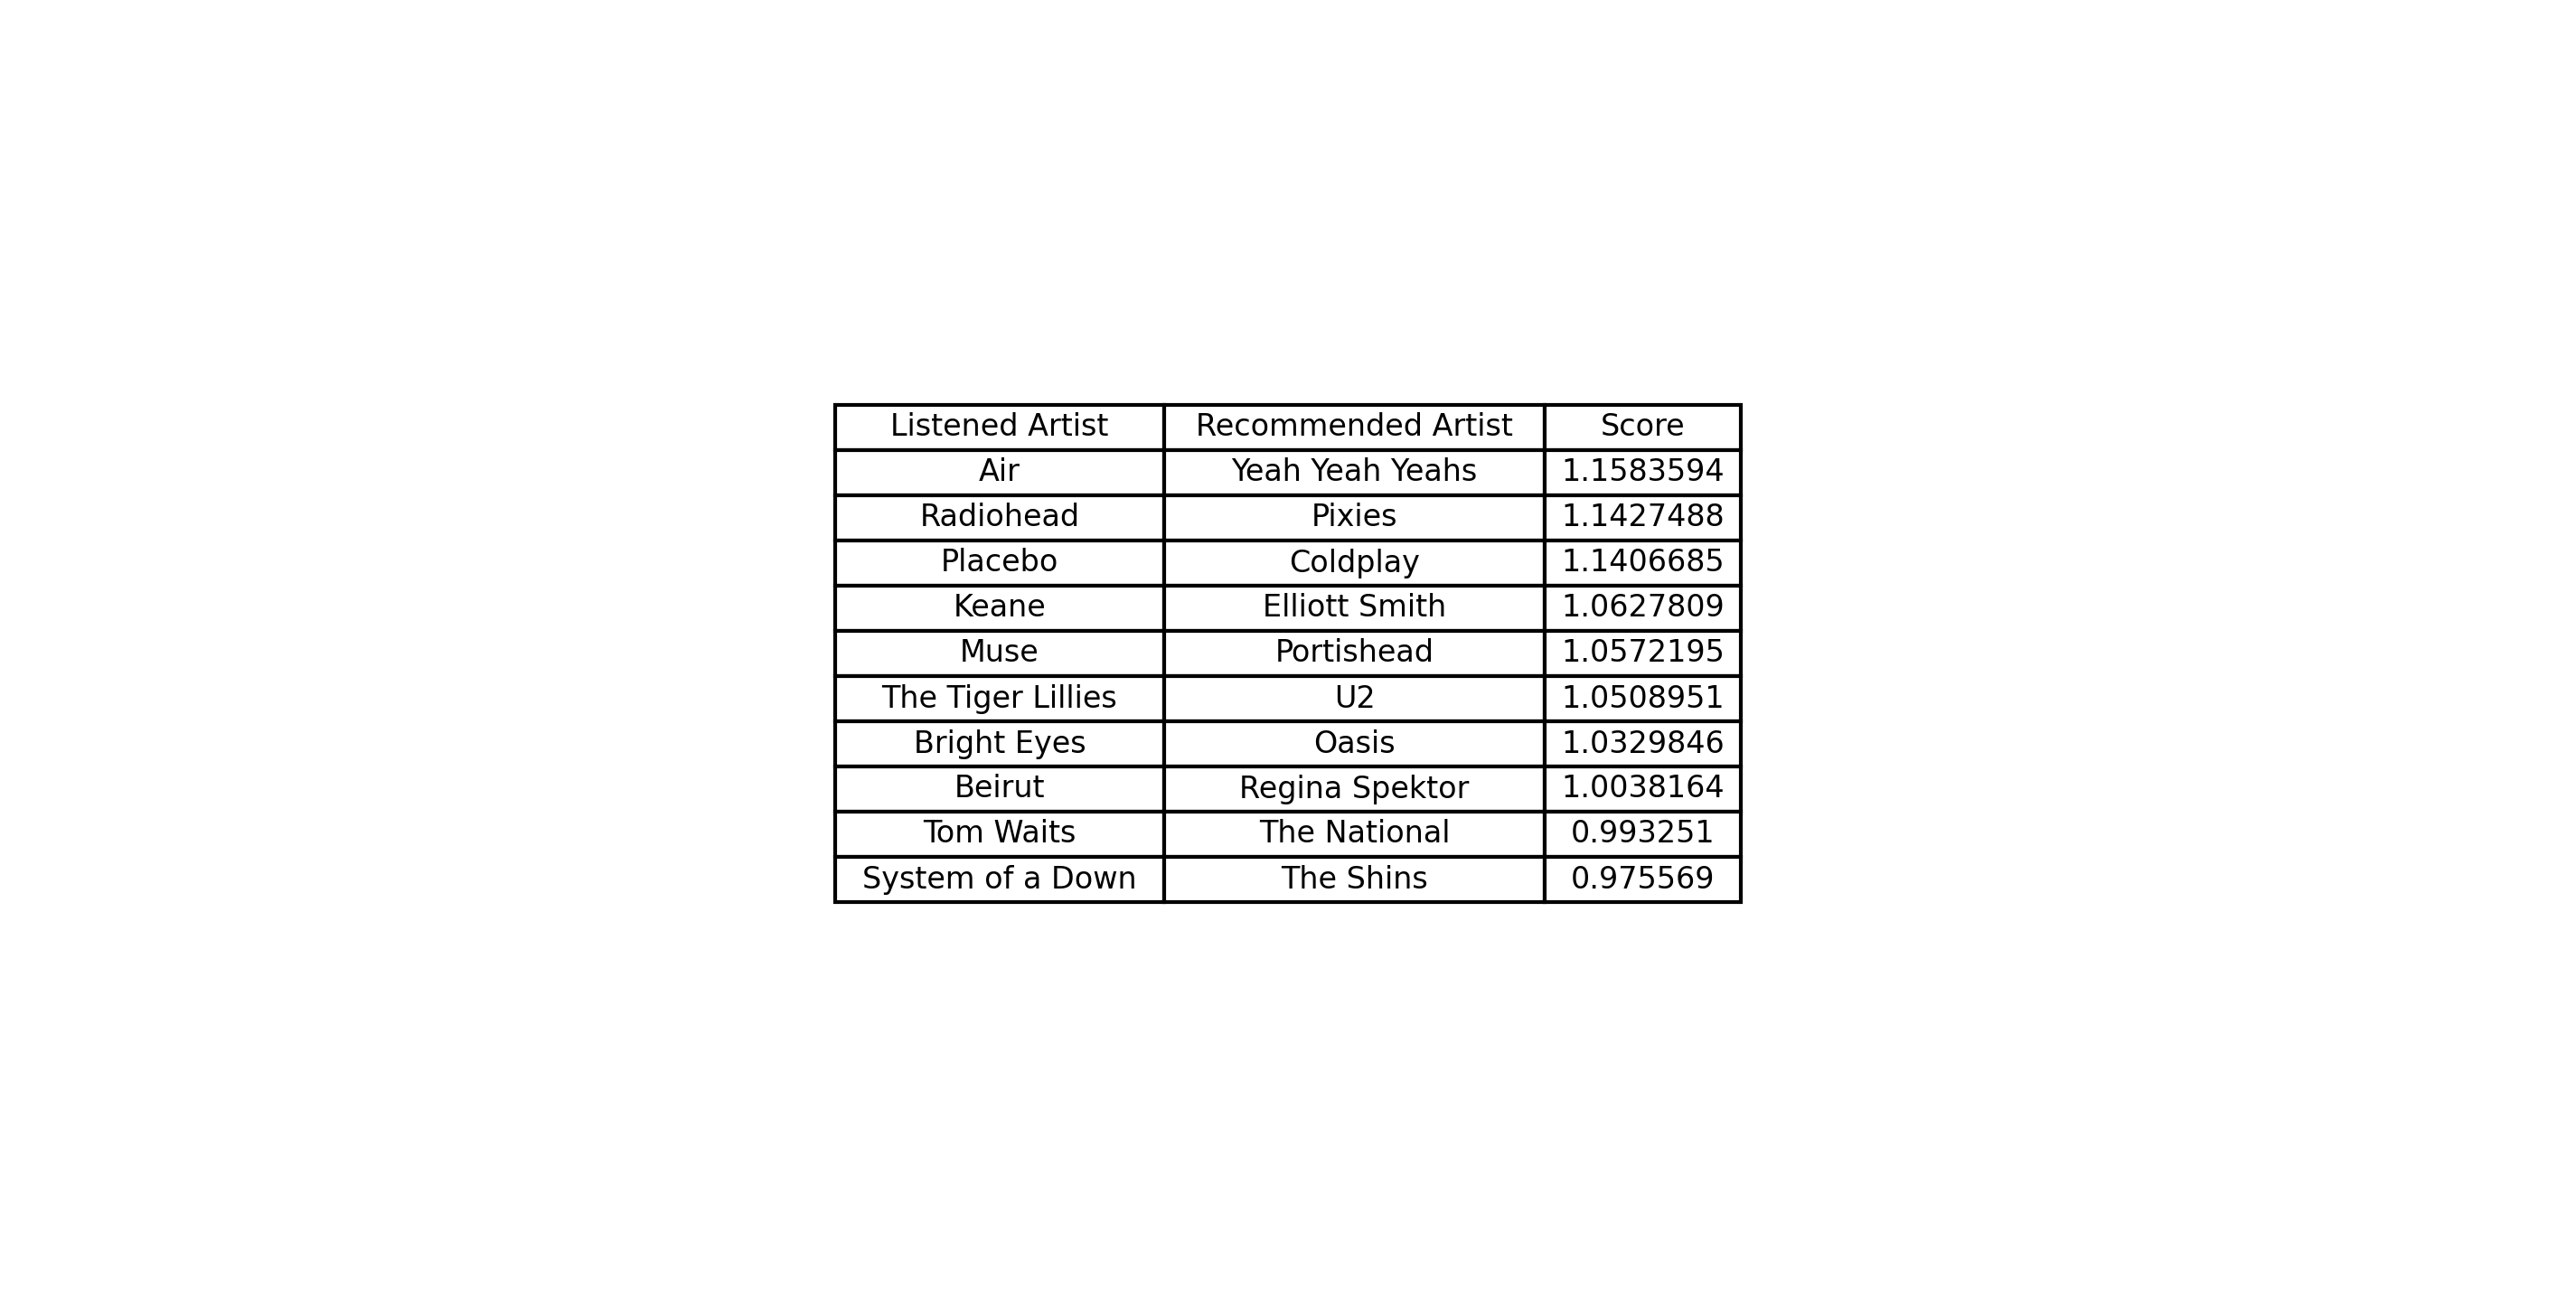 Listened Artist Recommended Artist Score
Air Yeah Yeah Yeahs 1.1583594
Radiohead Pixies 1.1427488
Placebo Coldplay 1.1406685
Keane Elliott Smith 1.0627809
Muse Portishead 1.0572195
The Tiger Lillies U2 1.0508951
Bright Eyes Oasis 1.0329846
Beirut Regina Spektor 1.0038164
Tom Waits The National 0.993251
System of a Down The Shins 0.975569